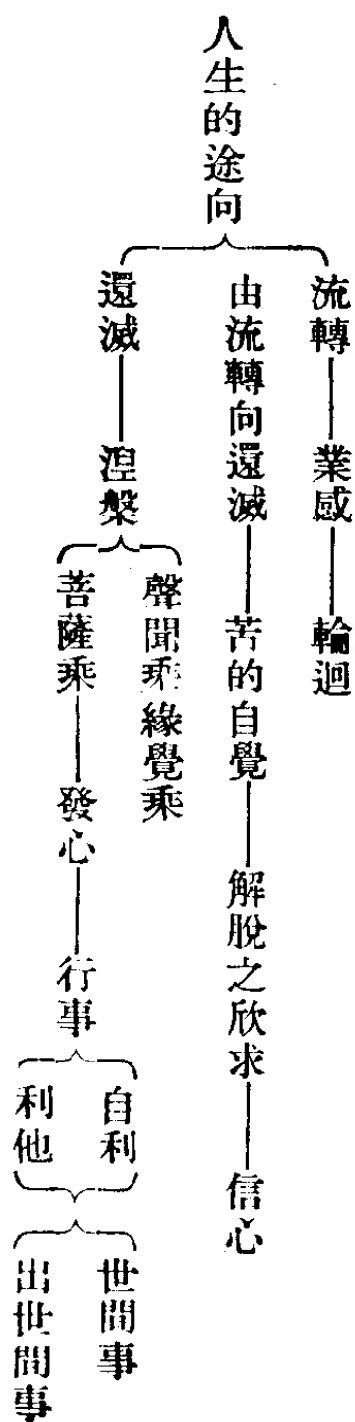 人生的途向
流轉——業感——輪迴
由流轉向還滅——苦的自覺——解脫之欣求——信心
還滅——涅槃
聲聞乘緣覺乘
菩薩乘——發心——行事
自利
利他
世間事
出世間事